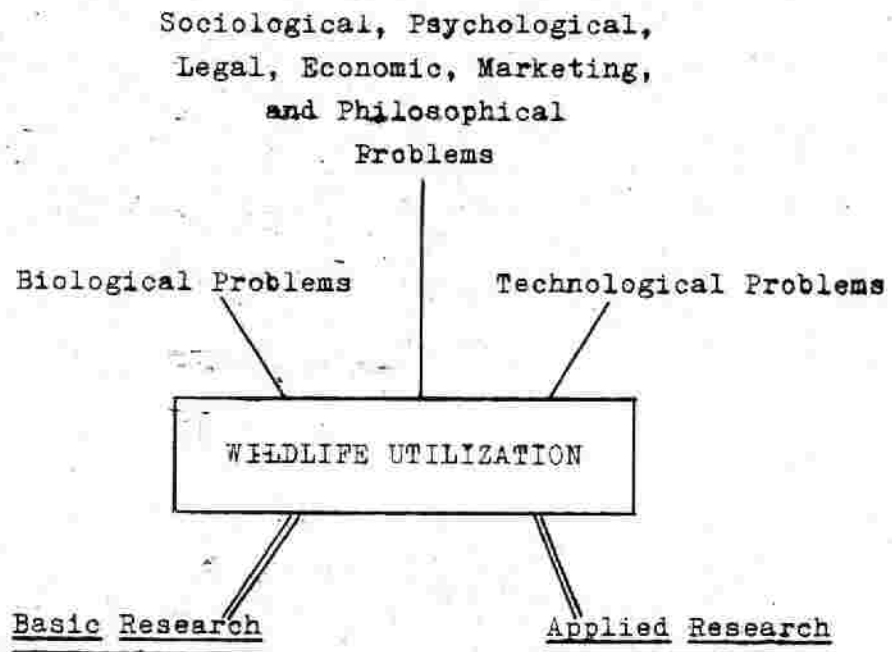 Sociological, Psychological,
Legal, Economic, Marketing,
and Philosophical
Problems
Biological Problems
Technological Problems
WILDLIFE UTILIZATION
Basic Research
Applied Research